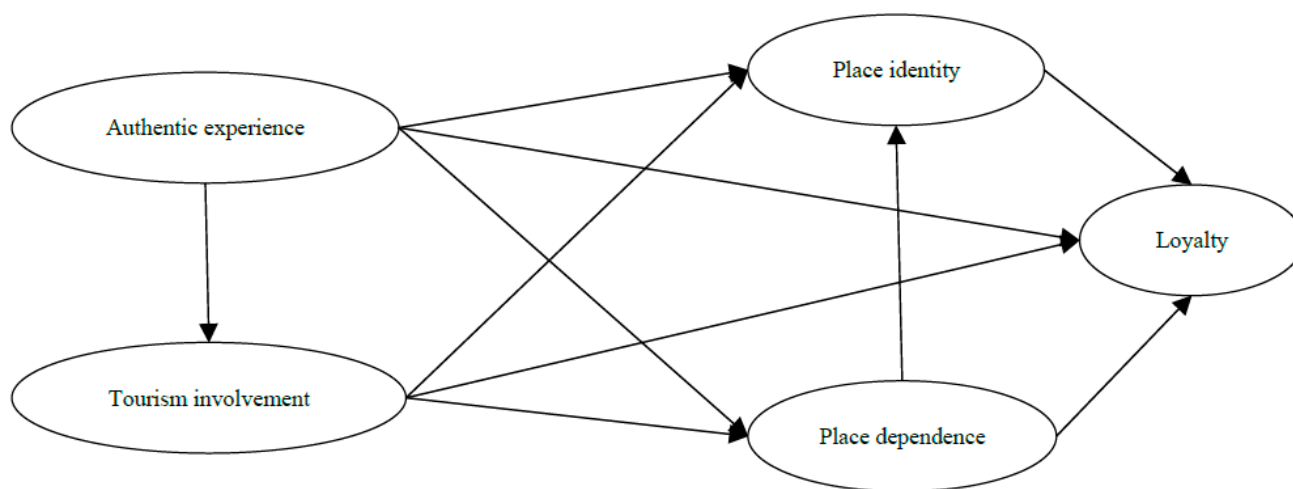 Place identity
Authentic experience
Loyalty
Tourism involvement
Place dependence